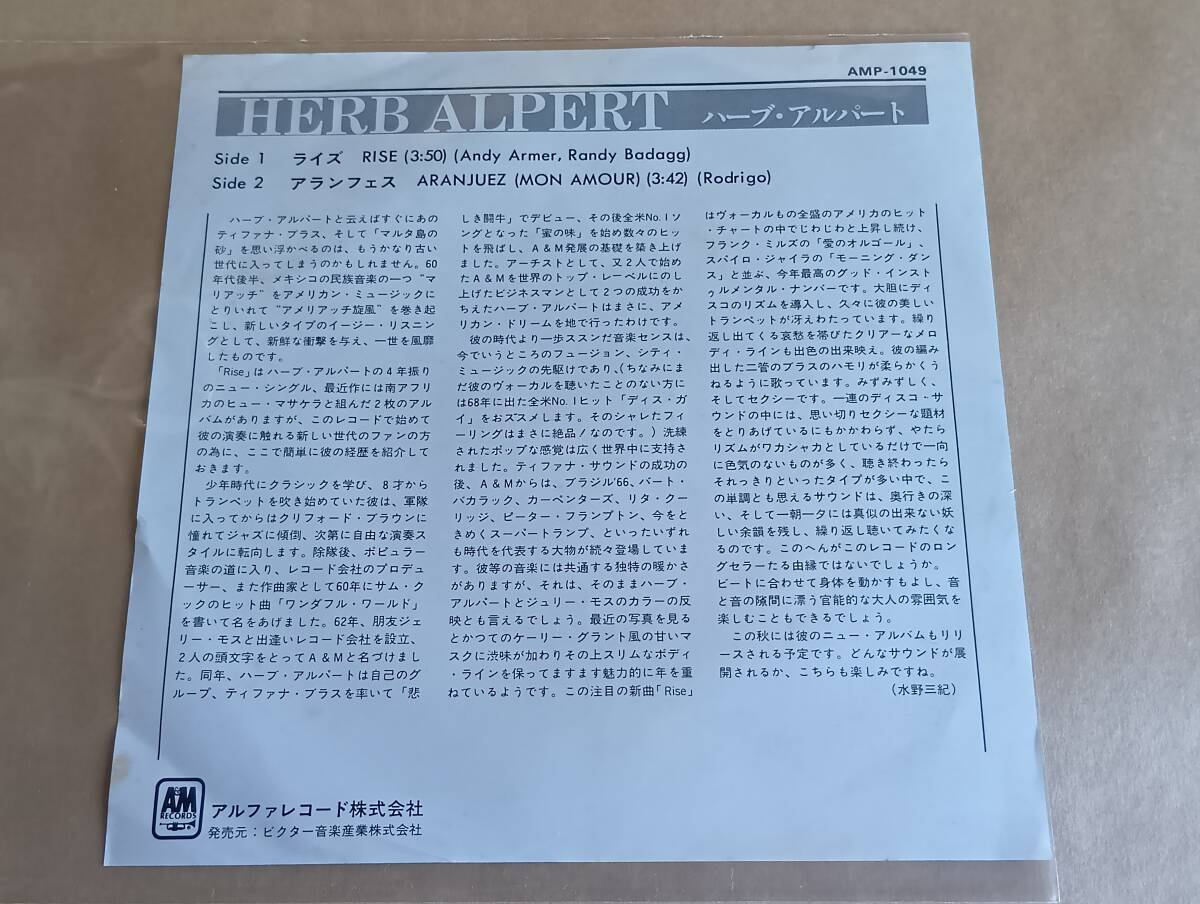 AMP-1049
HERB ALPERT ハーブ・アルパート
Side 1 ライズ RISE (3:50) (Andy Armer, Randy Badagg)
Side 2 アランフェス ARANJUEZ (MON AMOUR) (3:42) (Rodrigo)
ハーブ・アルパートと云えばすぐにあの
ティファナ・ブラス、そして「マルタ島の
砂」を思い浮かべるのは、もうかなり古い
世代に入ってしまうのかもしれません。60
年代後半、メキシコの民族音楽の一つ“マ
リアッチ”をアメリカン・ミュージックに
とりいれて“アメリアッチ旋風”を巻き起
こし、新しいタイプのイージー・リスニン
グとして、新鮮な衝撃を与え、一世を風靡
したものです。
「Rise」はハーブ・アルパートの4年振り
のニュー・シングル、最近作には南アフリ
カのヒュー・マサケラと組んだ2枚のアル
バムがありますが、このレコードで始めて
彼の演奏に触れる新しい世代のファンの方
の為に、ここで簡単に彼の経歴を紹介して
おきます。
少年時代にクラシックを学び、8才から
トランペットを吹き始めていた彼は、軍隊
に入ってからはクリフォード・ブラウンに
憧れてジャズに傾倒、次第に自由な演奏ス
タイルに転向します。除隊後、ポピュラー
音楽の道に入り、レコード会社のプロデュ
ーサー、また作曲家として60年にサム・ク
ックのヒット曲「ワンダフル・ワールド」
を書いて名をあげました。62年、朋友ジェ
リー・モスと出逢いレコード会社を設立、
2人の頭文字をとってA&Mと名づけまし
た。同年、ハーブ・アルパートは自己のグ
ループ、ティファナ・ブラスを率いて「悲
しき闘牛」でデビュー、その後全米No.1ソ
ングとなった「蜜の味」を始め数々のヒッ
トを飛ばし、A&M発展の基礎を築き上げ
ました。アーチストとして、又2人で始め
たA&Mを世界のトップ・レーベルにのし
上げたビジネスマンとして2つの成功をか
ちえたハーブ・アルパートはまさに、アメ
リカン・ドリームを地で行ったわけです。
彼の時代より一歩ススンだ音楽センスは、
今でいうところのフュージョン、シティ・
ミュージックの先駆けであり、(ちなみにま
だ彼のヴォーカルを聴いたことのない方に
は68年に出た全米No.1ヒット「ディス・ガ
イ」をおズスメします。そのシャレたフィ
ーリングはまさに絶品!なのです。)洗練
されたポップな感覚は広く世界中に支持さ
れました。ティファナ・サウンドの成功の
後、A&Mからは、ブラジル'66、バート・
バカラック、カーペンターズ、リタ・クー
リッジ、ピーター・フランプトン、今をと
きめくスーパートランプ、といったいずれ
も時代を代表する大物が続々登場していま
す。彼等の音楽には共通する独特の暖かさ
がありますが、それは、そのままハーブ・
アルパートとジュリー・モスのカラーの反
映とも言えるでしょう。最近の写真を見る
とかつてのケーリー・グラント風の甘いマ
スクに渋味が加わりその上スリムなボディ
・ラインを保ってますます魅力的に年を重
ねているようです。この注目の新曲「Rise」
はヴォーカルもの全盛のアメリカのヒット
・チャートの中でじわじわと上昇し続け、
フランク・ミルズの「愛のオルゴール」、
スパイロ・ジャイラの「モーニング・ダン
ス」と並ぶ、今年最高のグッド・インスト
ゥルメンタル・ナンバーです。大胆にディ
スコのリズムを導入し、久々に彼の美しい
トランペットが冴えわたっています。繰り
返し出てくる哀愁を帯びたクリアーなメロ
ディ・ラインも出色の出来映え。彼の編み
出した二管のブラスのハモリが柔らかくう
ねるように歌っています。みずみずしく、
そしてセクシーです。一連のディスコ・サ
ウンドの中には、思い切りセクシーな題材
をとりあげているにもかかわらず、やたら
リズムがワカシャカとしているだけで一向
に色気のないものが多く、聴き終わったら
それっきりといったタイプが多い中で、こ
の単調とも思えるサウンドは、奥行きの深
い、そして一朝一夕には真似の出来ない妖
しい余韻を残し、繰り返し聴いてみたくな
るのです。このへんがこのレコードのロン
グセラーたる由縁ではないでしょうか。
ビートに合わせて身体を動かすもよし、音
と音の隙間に漂う官能的な大人の雰囲気を
楽しむこともできるでしょう。
この秋には彼のニュー・アルバムもリリ
ースされる予定です。どんなサウンドが展
開されるか、こちらも楽しみですね。
(水野三紀)
A&M
RECORDS
アルファレコード株式会社
発売元:ビクター音楽産業株式会社